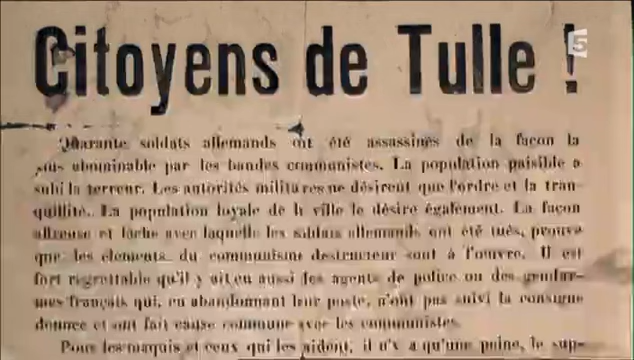 Citoyens de Tulle !
5
Quarante soldats allemands ont été assassinés de la façon la
plus abominable par les bandes communistes. La population paisible a
subi la terreur. Les autorités militaires ne désirent que l'ordre et la tran-
quillité. La population loyale de la ville le désire également. La façon
affreuse et lâche avec laquelle les soldats allemands ont été tués, prouve
que les éléments du communisme destructeur sont à l'œuvre. Il est
fort regrettable qu'il y ait eu aussi des agents de police ou des gendar-
mes français qui, en abandonnant leur poste, n'ont pas suivi la consigne
donnée et ont fait cause commune avec les communistes.
Pour les maquis et ceux qui les aident, il n'y a qu'une peine, le sup-